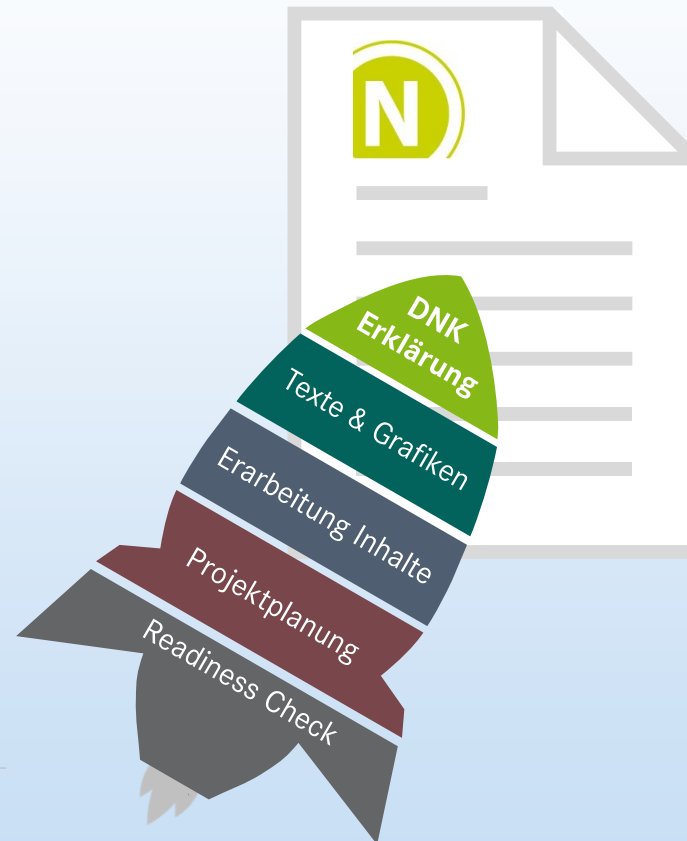 N
DNK
Erklärung
Texte & Grafiken
Erarbeitung Inhalte
Projektplanung
Readiness Check